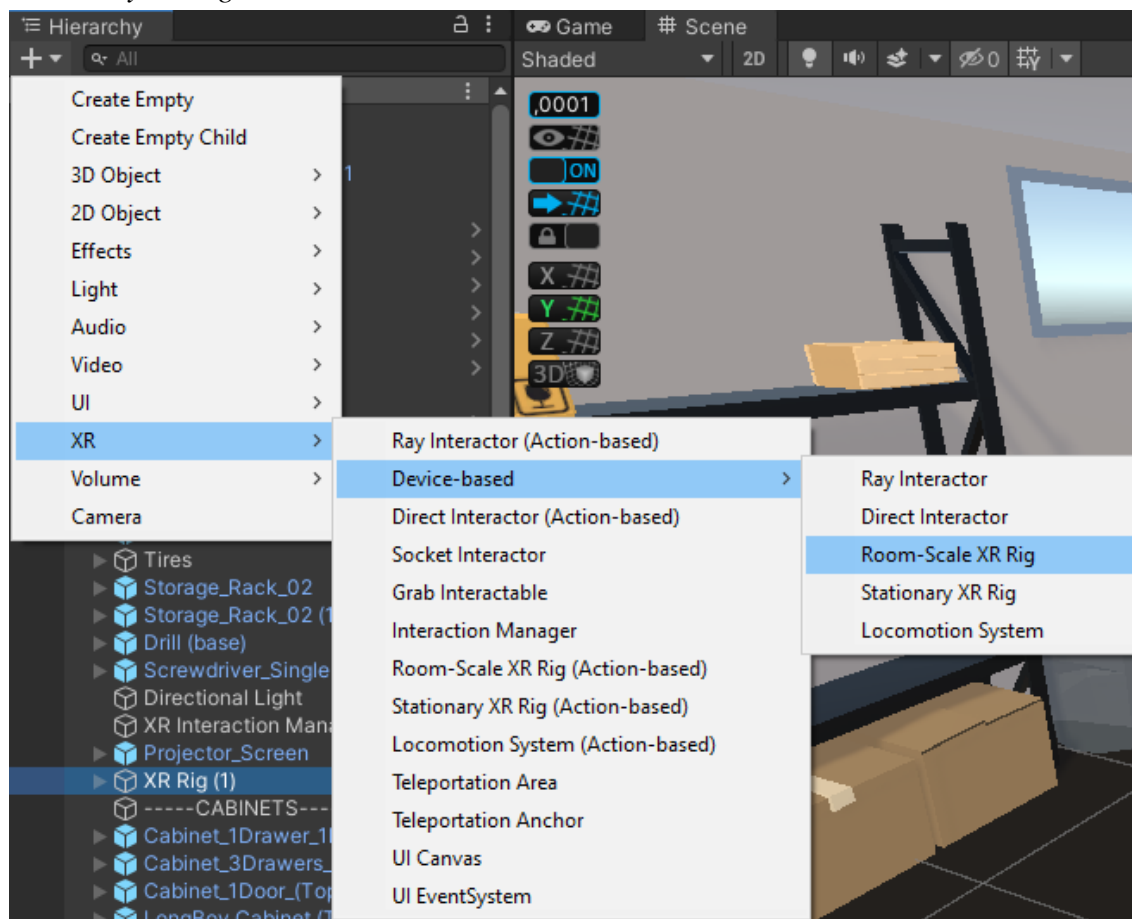 Hierarchy
Game
Scene
All
Shaded
2D
0
Create Empty
Create Empty Child
3D Object
1
2D Object
Effects
Light
Audio
Video
UI
XR
Volume
Camera
,0001
ON
X
Y
Z
3D
Ray Interactor (Action-based)
Device-based
Direct Interactor (Action-based)
Socket Interactor
Grab Interactable
Interaction Manager
Room-Scale XR Rig (Action-based)
Stationary XR Rig (Action-based)
Locomotion System (Action-based)
Teleportation Area
Teleportation Anchor
UI Canvas
UI EventSystem
Ray Interactor
Direct Interactor
Room-Scale XR Rig
Stationary XR Rig
Locomotion System
Tires
Storage_Rack_02
Storage_Rack_02 (1
Drill (base)
Screwdriver_Single
Directional Light
XR Interaction Man
Projector_Screen
XR Rig (1)
-----CABINETS---
Cabinet_1Drawer_1
Cabinet_3Drawers_
Cabinet_1Door_(Top